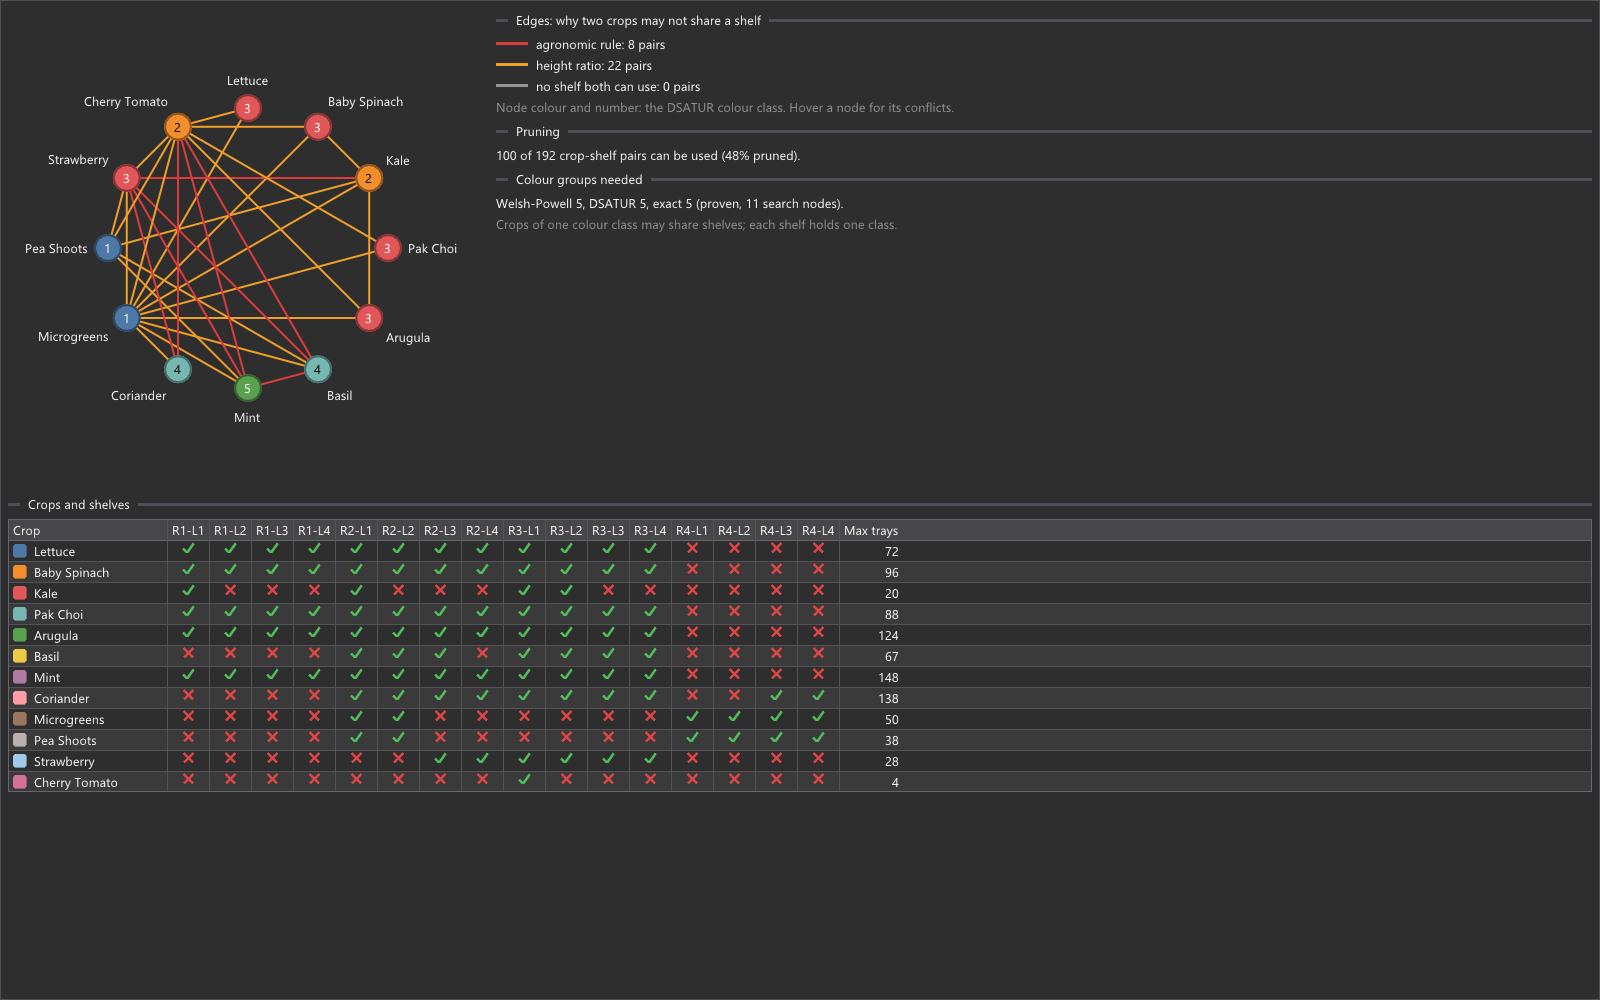 Edges: why two crops may not share a shelf
agronomic rule: 8 pairs
height ratio: 22 pairs
no shelf both can use: 0 pairs
Node colour and number: the DSATUR colour class. Hover a node for its conflicts.
Pruning
100 of 192 crop-shelf pairs can be used (48% pruned).
Colour groups needed
Welsh-Powell 5, DSATUR 5, exact 5 (proven, 11 search nodes).
Crops of one colour class may share shelves; each shelf holds one class.
Lettuce
3
Cherry Tomato
2
Baby Spinach
3
Strawberry
3
Kale
2
Pea Shoots
1
3
Pak Choi
Microgreens
1
3
Arugula
4
Coriander
5
Mint
4
Basil
Crops and shelves
Crop R1-L1 R1-L2 R1-L3 R1-L4 R2-L1 R2-L2 R2-L3 R2-L4 R3-L1 R3-L2 R3-L3 R3-L4 R4-L1 R4-L2 R4-L3 R4-L4 Max trays
Lettuce 72
Baby Spinach 96
Kale 20
Pak Choi 88
Arugula 124
Basil 67
Mint 148
Coriander 138
Microgreens 50
Pea Shoots 38
Strawberry 28
Cherry Tomato 4